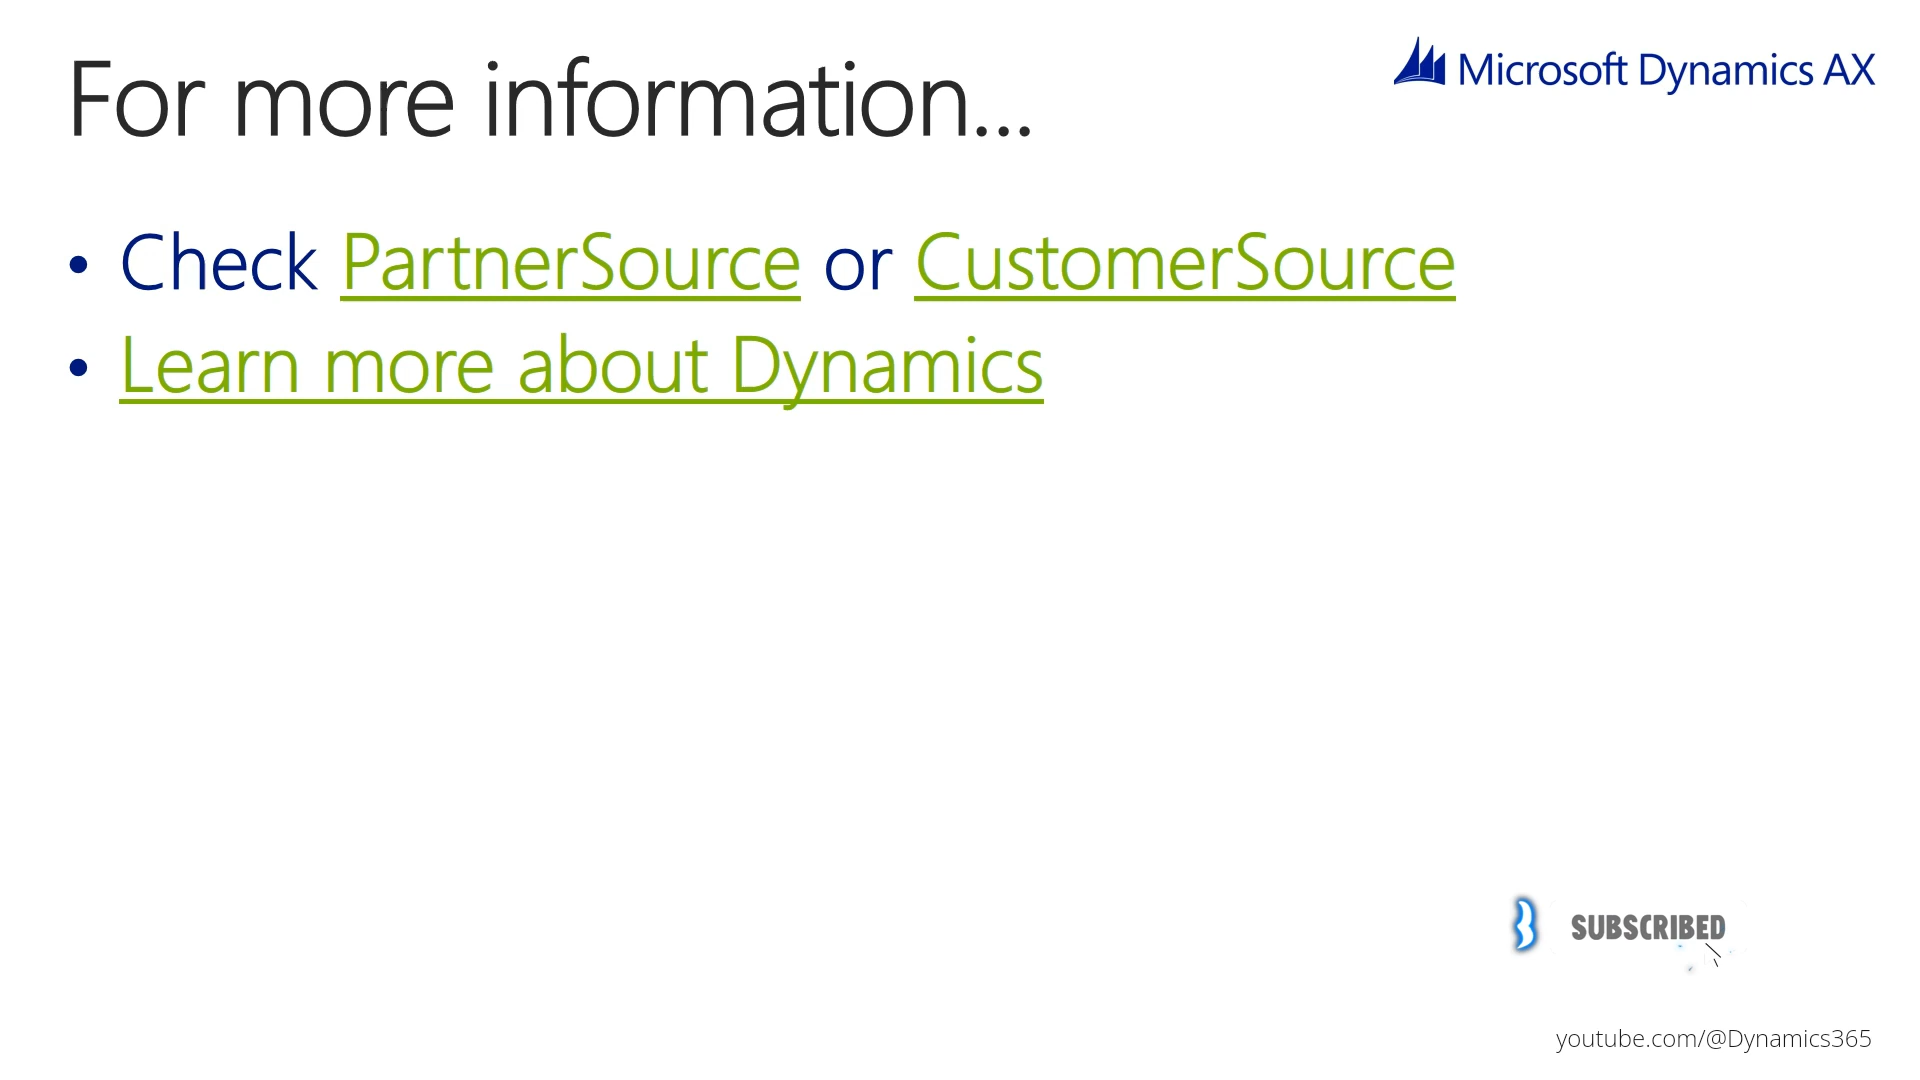 For more information...
Microsoft Dynamics AX
• Check PartnerSource or CustomerSource
• Learn more about Dynamics
SUBSCRIBED
youtube.com/@Dynamics365